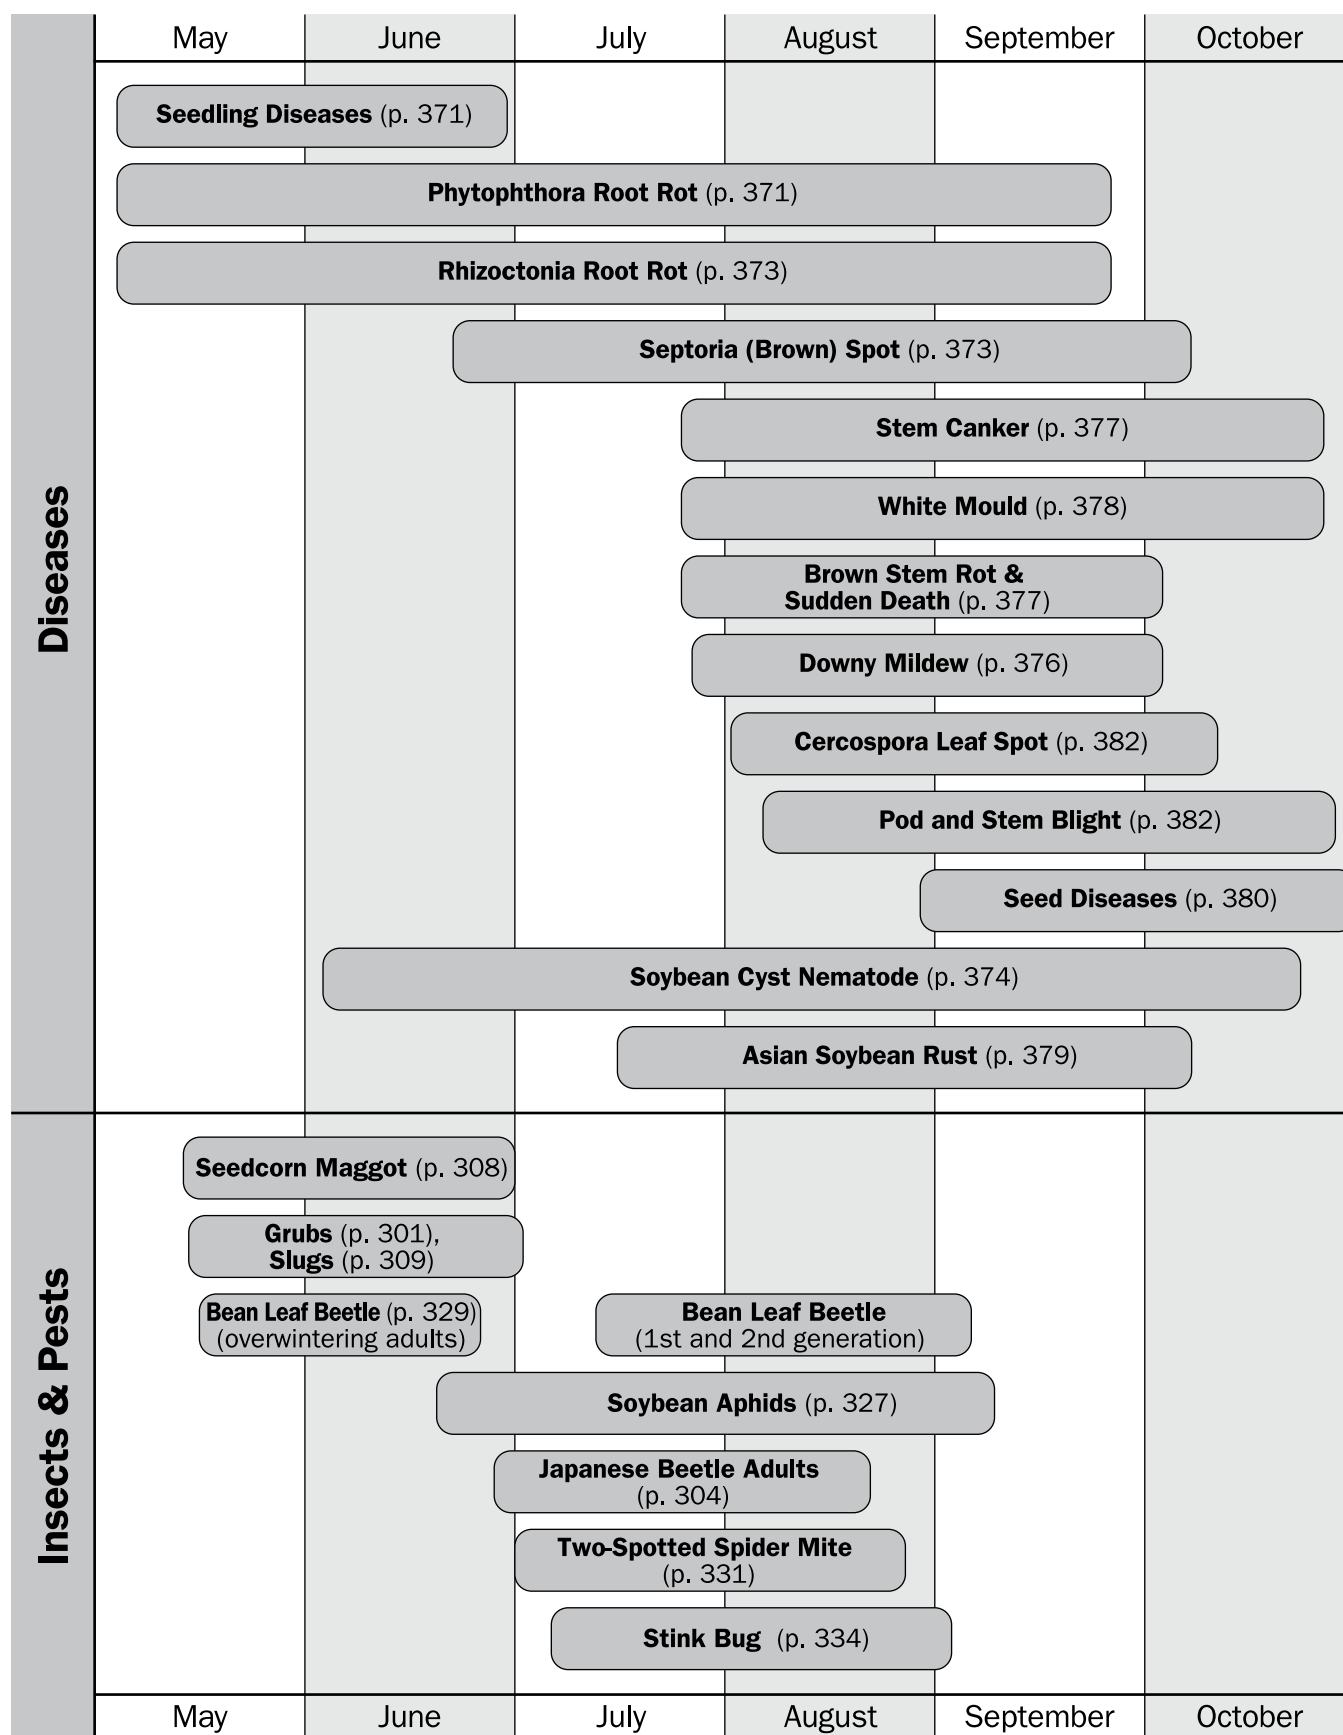 May June July August September October
Diseases
Seedling Diseases (p. 371)
Phytophthora Root Rot (p. 371)
Rhizoctonia Root Rot (p. 373)
Septoria (Brown) Spot (p. 373)
Stem Canker (p. 377)
White Mould (p. 378)
Brown Stem Rot &
Sudden Death (p. 377)
Downy Mildew (p. 376)
Cercospora Leaf Spot (p. 382)
Pod and Stem Blight (p. 382)
Seed Diseases (p. 380)
Soybean Cyst Nematode (p. 374)
Asian Soybean Rust (p. 379)
Insects & Pests
Seedcorn Maggot (p. 308)
Grubs (p. 301),
Slugs (p. 309)
Bean Leaf Beetle (p. 329)
(overwintering adults)
Bean Leaf Beetle
(1st and 2nd generation)
Soybean Aphids (p. 327)
Japanese Beetle Adults
(p. 304)
Two-Spotted Spider Mite
(p. 331)
Stink Bug (p. 334)
May June July August September October